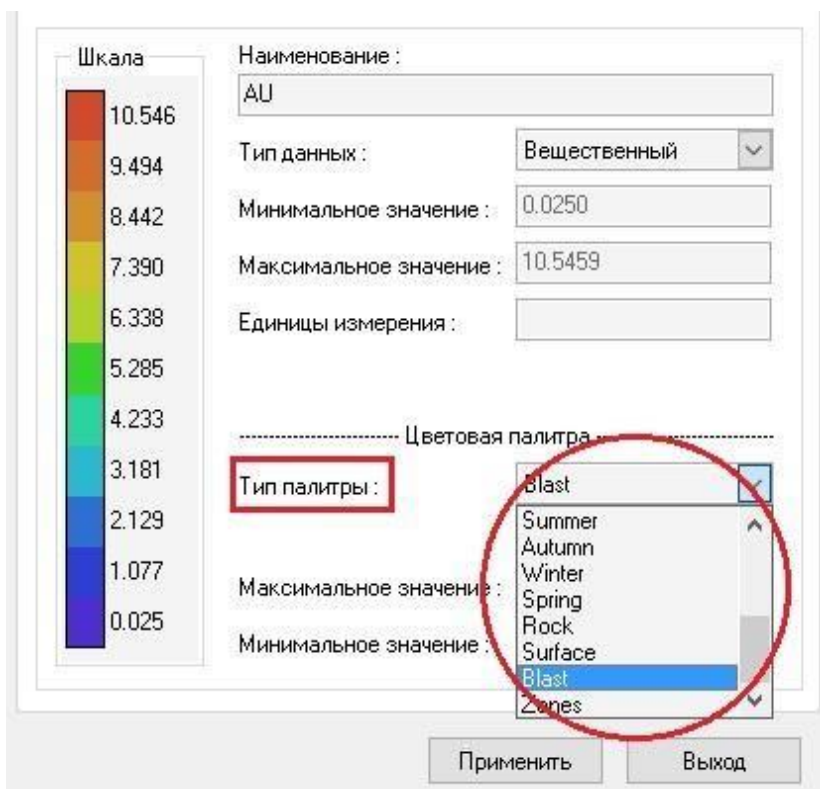 Шкала
10.546
9.494
8.442
7.390
6.338
5.285
4.233
3.181
2.129
1.077
0.025
Наименование :
AU
Тип данных : Вещественный
Минимальное значение : 0.0250
Максимальное значение : 10.5459
Единицы измерения :
Цветовая палитра
Тип палитры : Blast
Summer
Autumn
Winter
Spring
Rock
Surface
Blast
Zones
Максимальное значение :
Минимальное значение :
Применить Выход